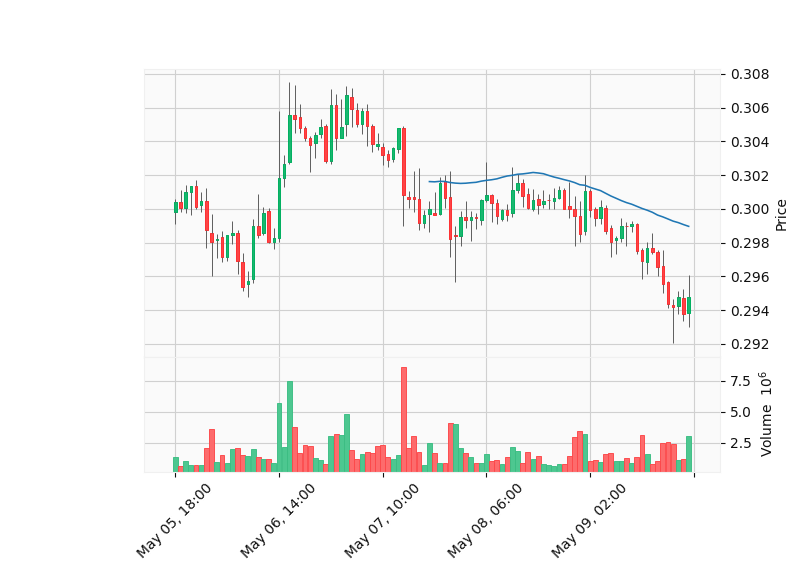 0.308
0.306
0.304
0.302
0.300
0.298
0.296
0.294
0.292
Price
7.5
5.0
2.5
Volume 10^6
May 05, 18:00
May 06, 14:00
May 07, 10:00
May 08, 06:00
May 09, 02:00